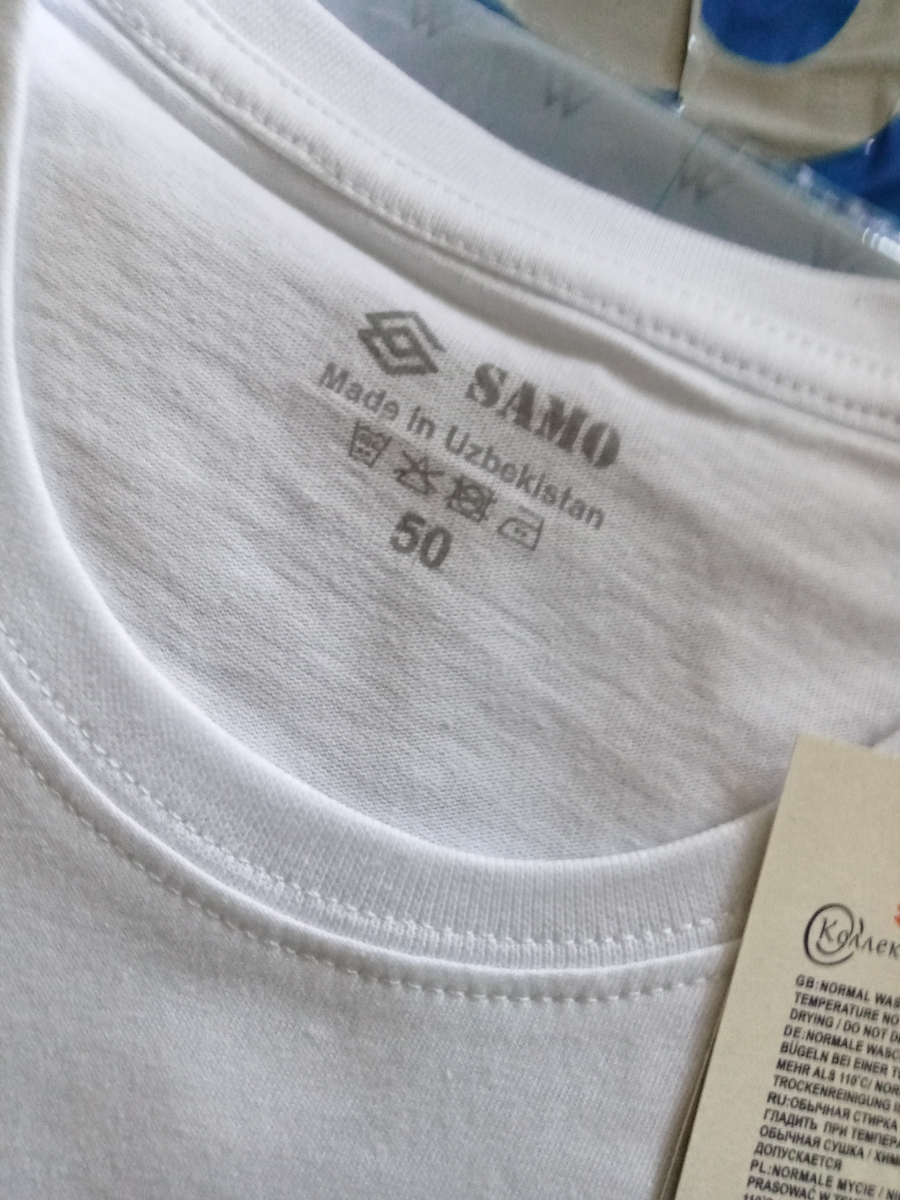 SAMO
Made in Uzbekistan
50
Коллек
GB:NORMAL WAS
TEMPERATURE NO
DRYING / DO NOT D
DE:NORMALE WASC
BÜGELN BEI EINER T
MEHR ALS 110°C/ NOR
TROCKENREINIGUNG
RU:ОБЫЧНАЯ СТИРКА
ГЛАДИТЬ ПРИ ТЕМПЕРА
ОБЫЧНАЯ СУШКА / ХИМ
ДОПУСКАЕТСЯ
PL:NORMALE MYCIE / NI
PRASOWAĆ